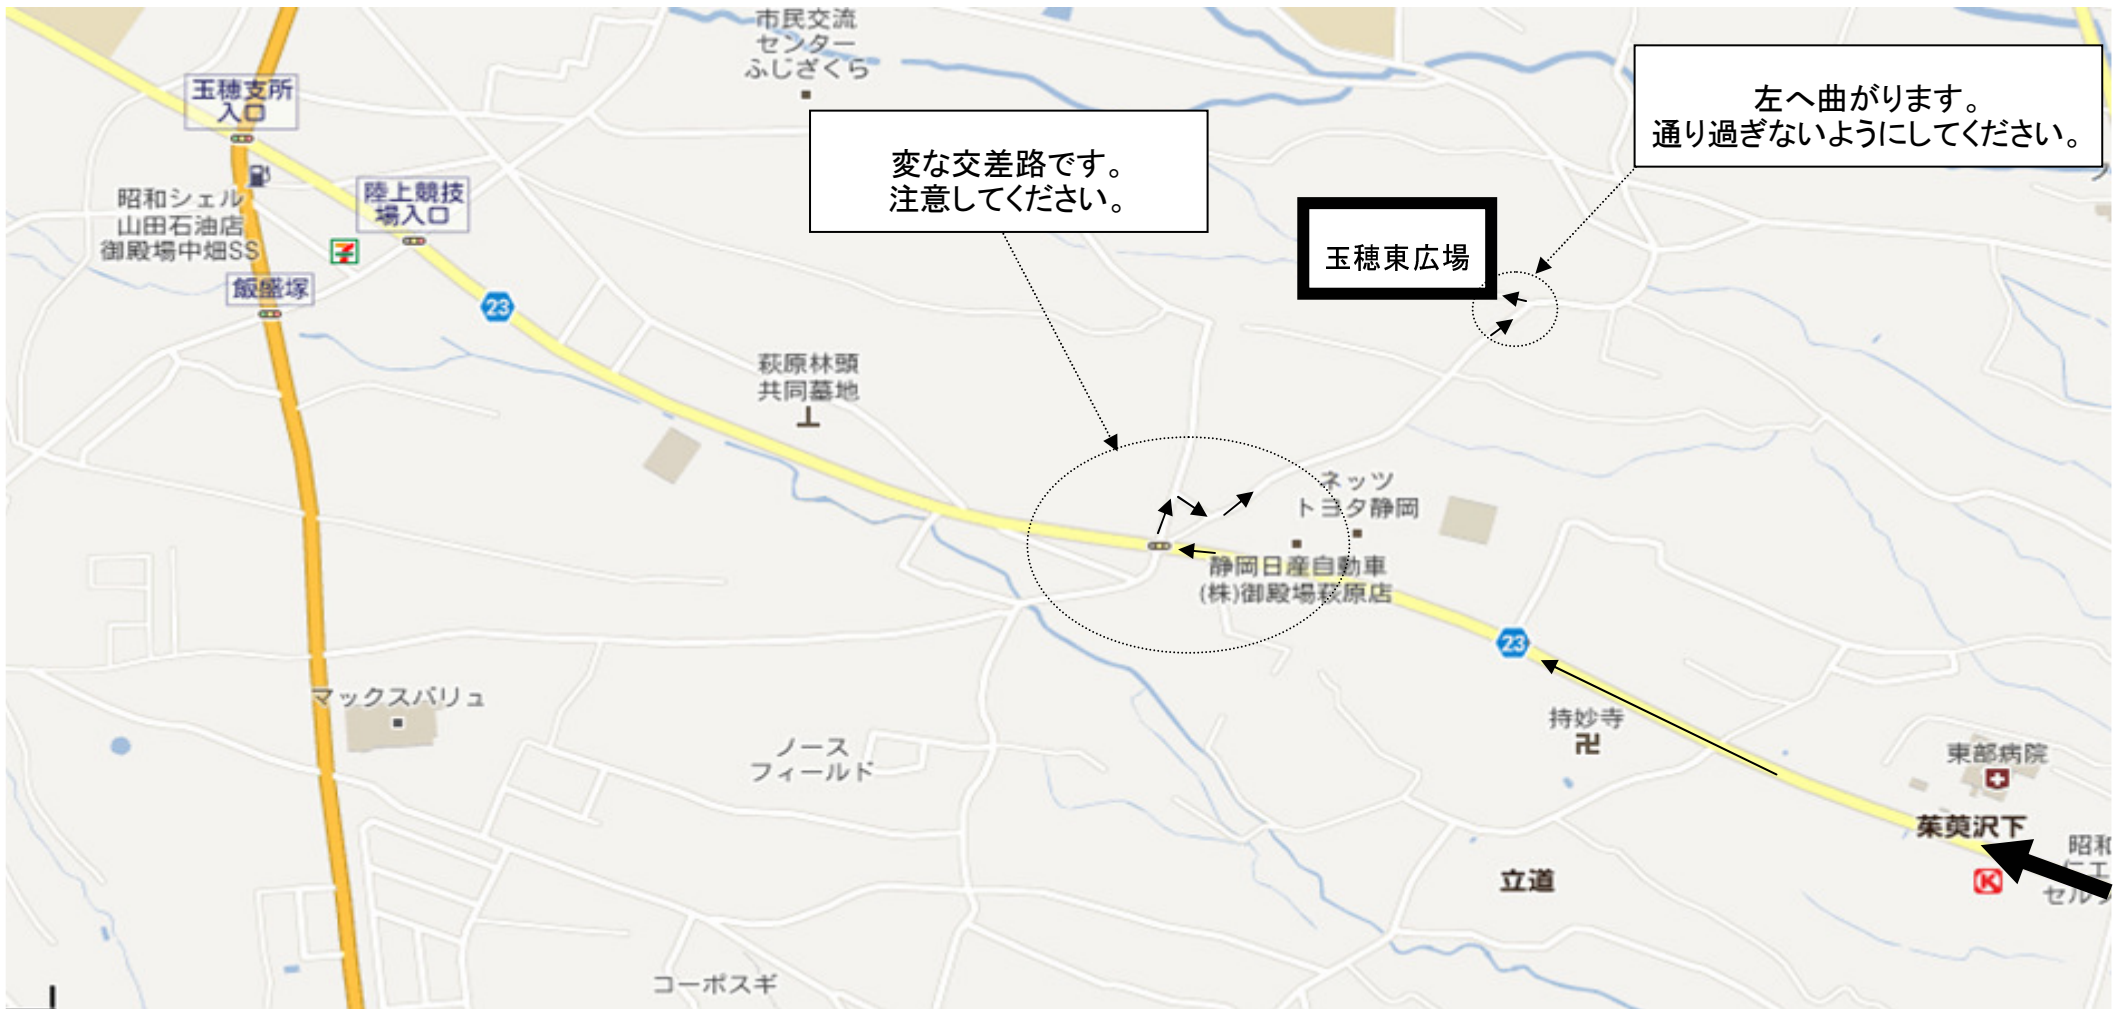 市民交流
センター
ふじざくら
左へ曲がります。
通り過ぎないようにしてください。
玉穂支所
入口
変な交差路です。
注意してください。
陸上競技
場入口
昭和シェル
山田石油店
御殿場中畑SS
玉穂東広場
飯盛塚
23
萩原林頭
共同墓地
ネッツ
トヨタ静岡
静岡日産自動車
(株)御殿場萩原店
23
マックスバリュ
持妙寺
ノース
フィールド
東部病院
茱萸沢下
昭和
K
立道
コーポスギ